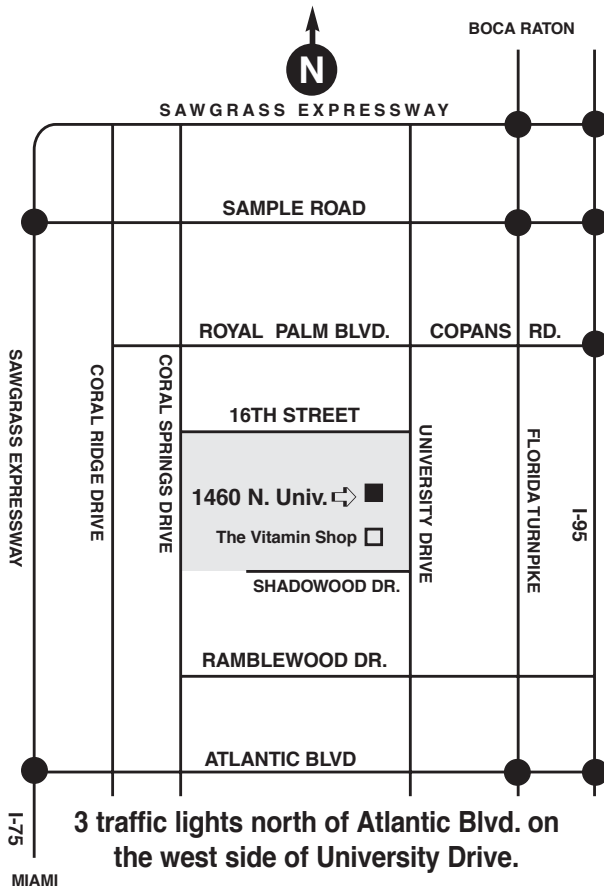 BOCA RATON
N
SAWGRASS EXPRESSWAY
SAMPLE ROAD
ROYAL PALM BLVD.
COPANS RD.
SAWGRASS EXPRESSWAY
CORAL RIDGE DRIVE
CORAL SPRINGS DRIVE
16TH STREET
UNIVERSITY DRIVE
FLORIDA TURNPIKE
I-95
1460 N. Univ.
The Vitamin Shop
SHADOWOOD DR.
RAMBLEWOOD DR.
ATLANTIC BLVD
I-75
3 traffic lights north of Atlantic Blvd. on
the west side of University Drive.
MIAMI